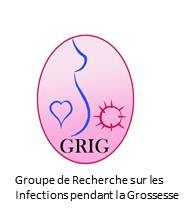 GRIG
Groupe de Recherche sur les
Infections pendant la Grossesse